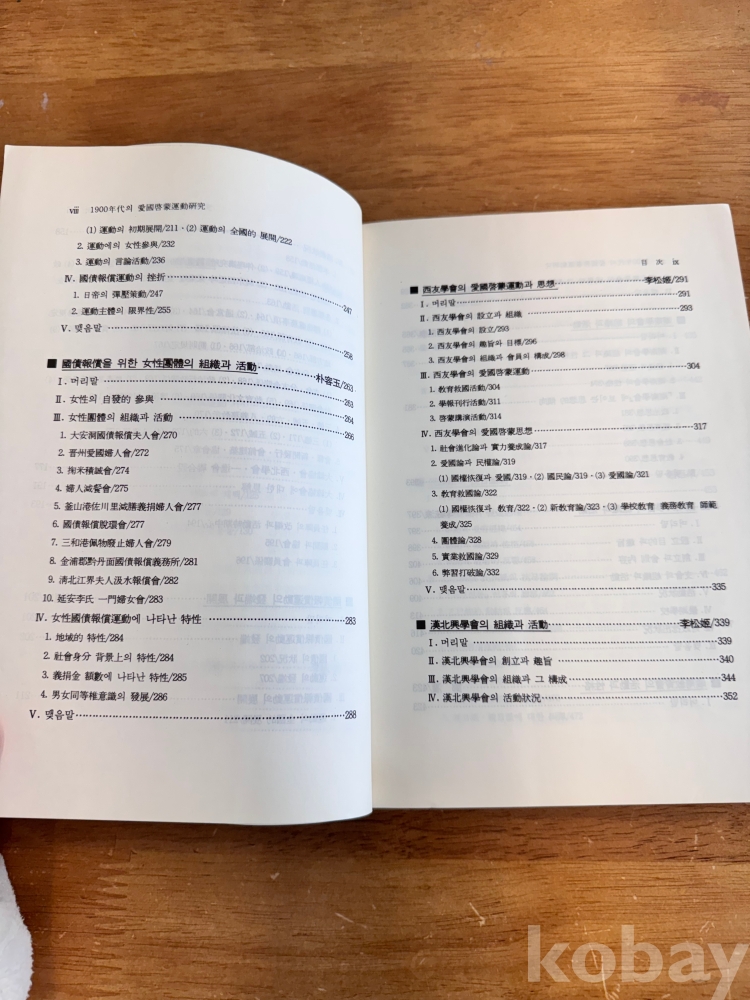 viii 1900年代의 愛國啓蒙運動硏究
(1) 運動의 初期展開/211·(2) 運動의 全國的 展開/222
2. 運動에의 女性參與/232
3. 運動의 言論活動/236
Ⅳ. 國債報償運動의 挫折 247
1. 日帝의 彈壓策動/247
2. 運動主體의 限界性/255
Ⅴ. 맺음말 258
■ 國債報償을 위한 女性團體의 組織과 活動 朴容玉/263
Ⅰ. 머리말 263
Ⅱ. 女性의 自發的 參與 264
Ⅲ. 女性團體의 組織과 活動 266
1. 大安洞國債報償夫人會/270
2. 晋州愛國婦人會/272
3. 掬米積誠會/274
4. 婦人減餐會/275
5. 釜山港佐川里減膳義捐婦人會/277
6. 國債報償脫環會/277
7. 三和港佩物廢止婦人會/279
8. 金浦郡黔丹面國債報償義務所/281
9. 淸北江界夫人汲水報償會/282
10. 延安李氏 一門婦女會/283
Ⅳ. 女性國債報償運動에 나타난 特性 283
1. 地域的 特性/284
2. 社會身分 背景上의 特性/284
3. 義捐金 額數에 나타난 特性/285
4. 男女同等權意識의 發展/286
Ⅴ. 맺음말 288
目 次 ix
■ 西友學會의 愛國啓蒙運動과 思想 李松姬/291
Ⅰ. 머리말 291
Ⅱ. 西友學會의 設立과 組織 293
1. 西友學會의 設立/293
2. 西友學會의 趣旨와 目標/296
3. 西友學會의 組織과 會員의 構成/298
Ⅲ. 西友學會의 愛國啓蒙運動 304
1. 敎育救國活動/304
2. 學報刊行活動/311
3. 啓蒙講演活動/314
Ⅳ. 西友學會의 愛國啓蒙思想 317
1. 社會進化論과 實力養成論/317
2. 愛國論과 民權論/319
(1) 國權恢復과 愛國/319·(2) 國民論/319·(3) 愛國論/321
3. 敎育救國論/322
(1) 國權恢復과 敎育/322·(2) 新敎育論/323·(3) 學校敎育 義務敎育 師範
養成/325
4. 團體論/328
5. 實業救國論/329
6. 弊習打破論/332
Ⅴ. 맺음말 335
■ 漢北興學會의 組織과 活動 李松姬/339
Ⅰ. 머리말 339
Ⅱ. 漢北興學會의 創立과 趣旨 340
Ⅲ. 漢北興學會의 組織과 그 構成 344
Ⅳ. 漢北興學會의 活動狀況 352
kobay